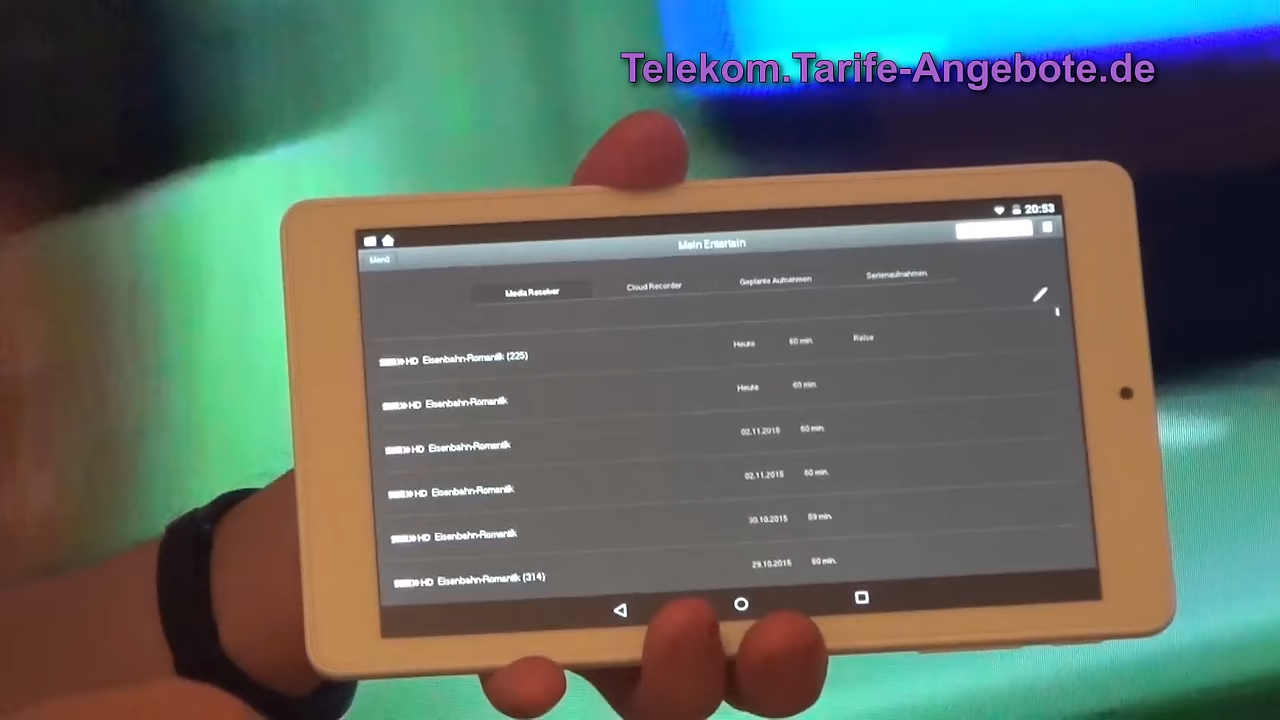 Telekom.Tarife-Angebote.de
20:53
Menü
Mein Entertain
Media Receiver Cloud Recorder Geplante Aufnahmen Serienaufnahmen
HD Eisenbahn-Romantik (225) Heute 60 min. Reise
HD Eisenbahn-Romantik Heute 60 min.
HD Eisenbahn-Romantik 02.11.2015 60 min.
HD Eisenbahn-Romantik 02.11.2015 60 min.
HD Eisenbahn-Romantik 30.10.2015 59 min.
HD Eisenbahn-Romantik (314) 29.10.2015 60 min.